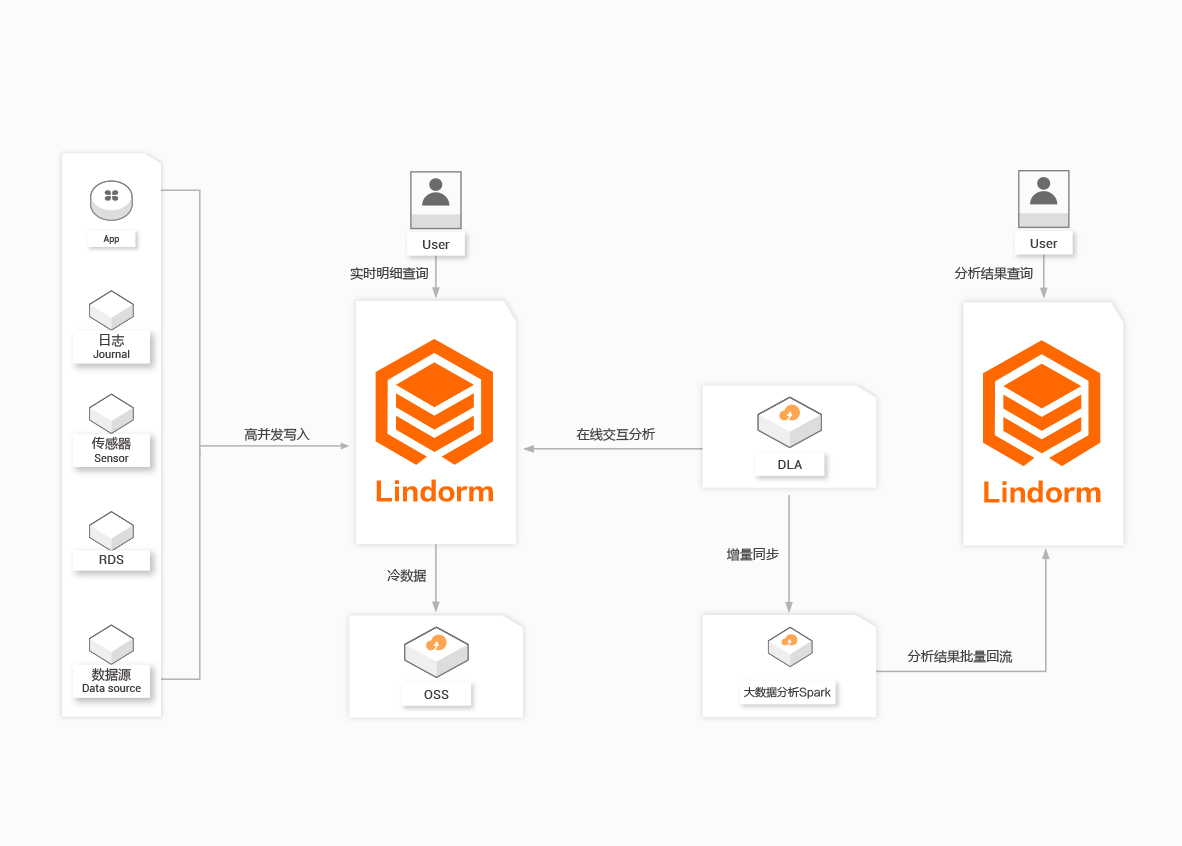 App
日志
Journal
传感器
Sensor
RDS
数据源
Data source
高并发写入
User
实时明细查询
Lindorm
冷数据
OSS
在线交互分析
DLA
增量同步
大数据分析Spark
分析结果批量回流
User
分析结果查询
Lindorm